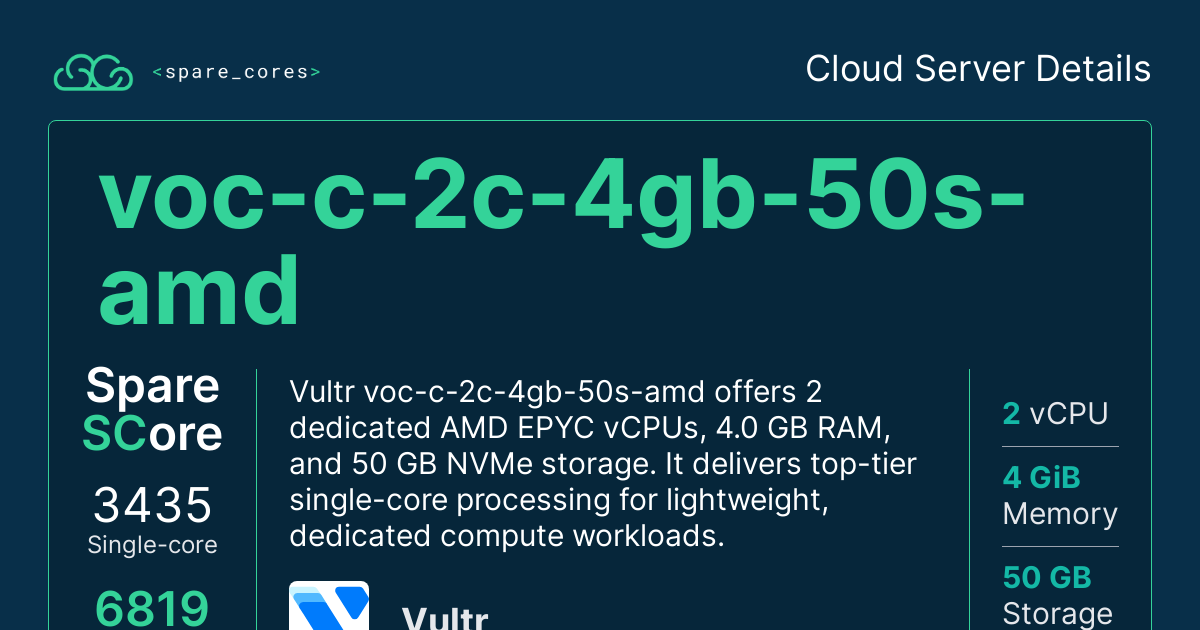 <spare_cores>
Cloud Server Details
voc-c-2c-4gb-50s-
amd
Spare
SCore
3435
Single-core
6819
Vultr voc-c-2c-4gb-50s-amd offers 2
dedicated AMD EPYC vCPUs, 4.0 GB RAM,
and 50 GB NVMe storage. It delivers top-tier
single-core processing for lightweight,
dedicated compute workloads.
Vultr
2 vCPU
4 GiB
Memory
50 GB
Storage